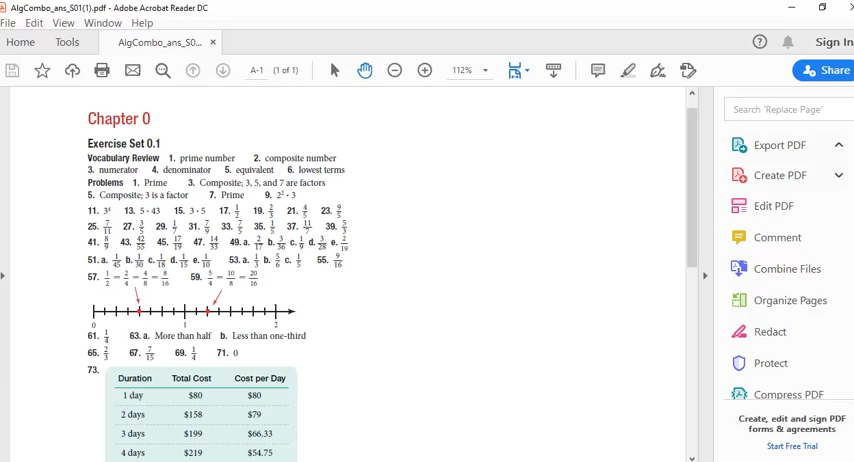 AlgCombo_ans_S01(1).pdf - Adobe Acrobat Reader DC
File Edit View Window Help
Home Tools AlgCombo_ans_S0... × Sign In
A-1 (1 of 1) 112% Share
Chapter 0
Exercise Set 0.1
Vocabulary Review 1. prime number 2. composite number
3. numerator 4. denominator 5. equivalent 6. lowest terms
Problems 1. Prime 3. Composite; 3, 5, and 7 are factors
5. Composite; 3 is a factor 7. Prime 9. 2² · 3
11. 3⁴ 13. 5 · 43 15. 3 · 5 17. 1/2 19. 2/3 21. 4/5 23. 9/5
25. 7/11 27. 3/5 29. 1/7 31. 7/9 33. 7/5 35. 1/5 37. 11/7 39. 5/3
41. 8/9 43. 42/55 45. 17/19 47. 14/33 49. a. 2/17 b. 3/36 c. 1/9 d. 3/28 e. 2/19
51. a. 1/45 b. 1/30 c. 1/18 d. 1/15 e. 1/10 53. a. 1/3 b. 5/6 c. 1/5 55. 9/16
57. 1/2 = 2/4 = 4/8 = 8/16 59. 5/4 = 10/8 = 20/16
0 1 2
61. 1/4 63. a. More than half b. Less than one-third
65. 2/3 67. 7/15 69. 1/4 71. 0
73.
Duration Total Cost Cost per Day
1 day $80 $80
2 days $158 $79
3 days $199 $66.33
4 days $219 $54.75
Search 'Replace Page'
Export PDF
Create PDF
Edit PDF
Comment
Combine Files
Organize Pages
Redact
Protect
Compress PDF
Create, edit and sign PDF
forms & agreements
Start Free Trial